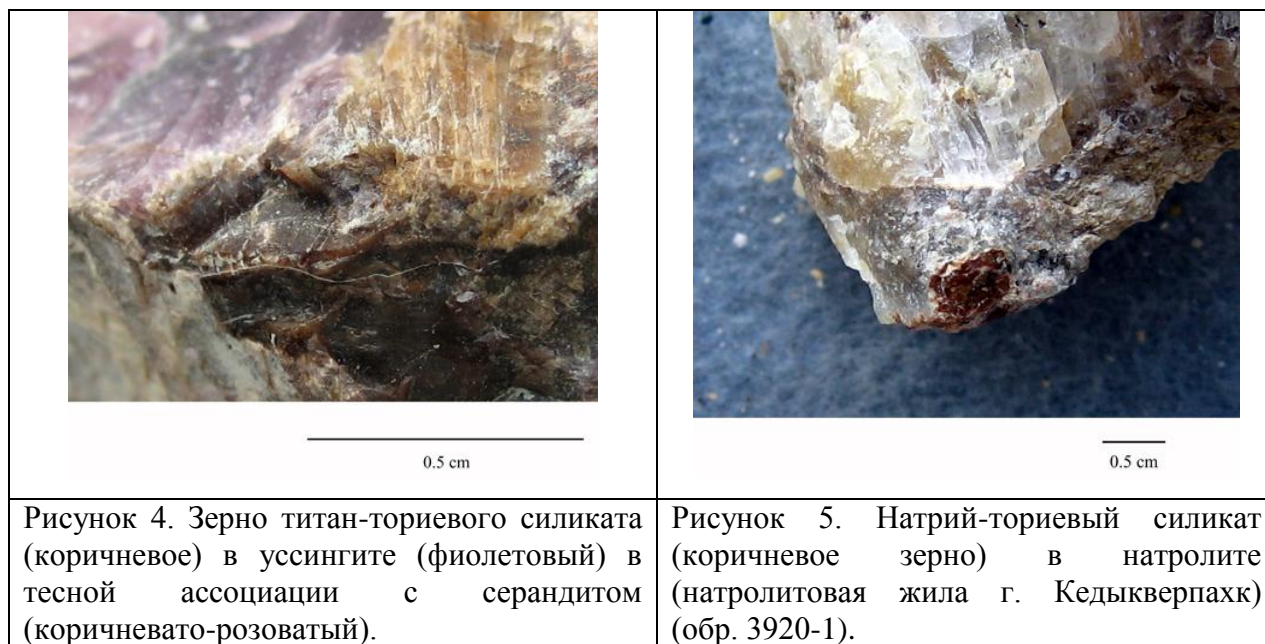 0.5 cm
Рисунок 4. Зерно титан-ториевого силиката
(коричневое) в уссингите (фиолетовый) в
тесной ассоциации с серандитом
(коричневато-розоватый).
0.5 cm
Рисунок 5. Натрий-ториевый силикат
(коричневое зерно) в натролите
(натролитовая жила г. Кедыкверпахк)
(обр. 3920-1).